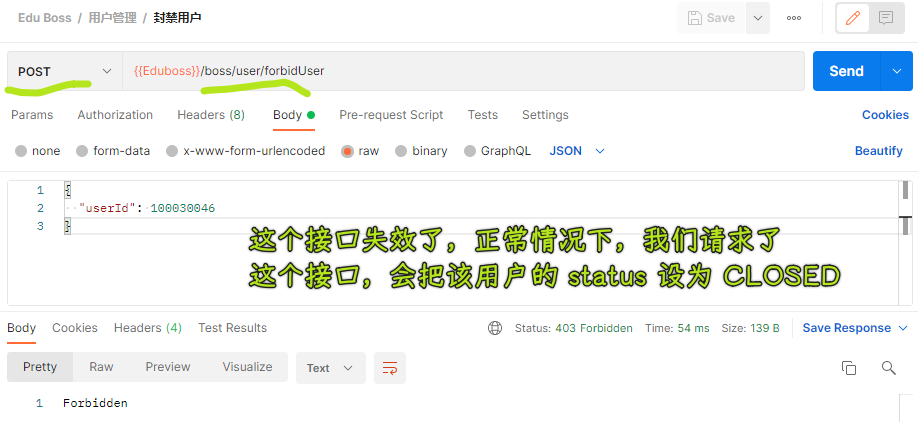 Edu Boss / 用户管理 / 封禁用户
Save
POST
{{Eduboss}}/boss/user/forbidUser
Send
Params Authorization Headers (8) Body Pre-request Script Tests Settings Cookies
none form-data x-www-form-urlencoded raw binary GraphQL JSON Beautify
1 {
2 "userId": 100030046
3 }
这个接口失效了，正常情况下，我们请求了
这个接口，会把该用户的 status 设为 CLOSED
Body Cookies Headers (4) Test Results Status: 403 Forbidden Time: 54 ms Size: 139 B Save Response
Pretty Raw Preview Visualize Text
1 Forbidden